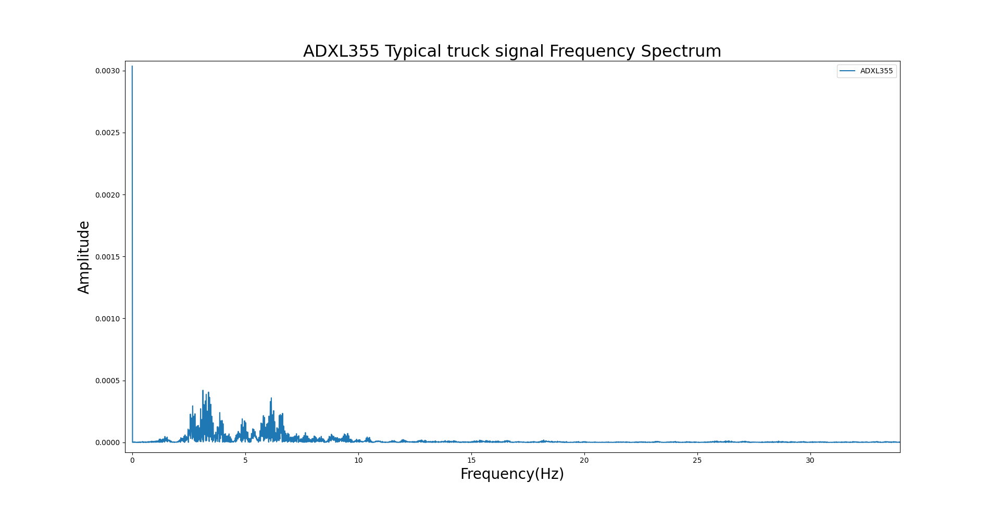 ADXL355 Typical truck signal Frequency Spectrum
ADXL355
0.0030
0.0025
0.0020
0.0015
0.0010
0.0005
0.0000
Amplitude
0 5 10 15 20 25 30
Frequency(Hz)